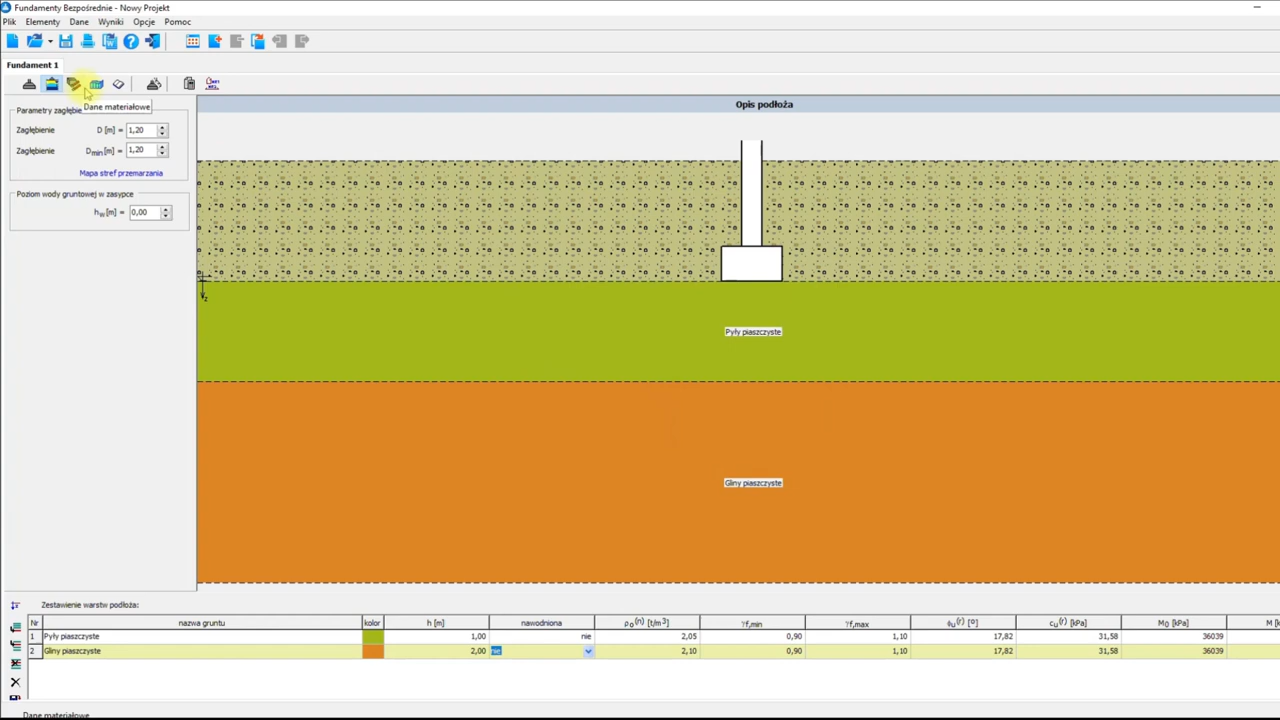 Fundamenty Bezpośrednie - Nowy Projekt
Plik Elementy Dane Wyniki Opcje Pomoc
Fundament 1
Dane materiałowe
Opis podłoża
Parametry zagłębie
Zagłębienie D [m] = 1,20
Zagłębienie Dmin[m] = 1,20
Mapa stref przemarzania
Poziom wody gruntowej w zasypce
hw[m] = 0,00
z
Pyły piaszczyste
Gliny piaszczyste
Zestawienie warstw podłoża:
Nr nazwa gruntu kolor h [m] nawodniona ρo(n) [t/m3] γf,min γf,max ϕu(r) [°] cu(r) [kPa] M0 [kPa] M [k
1 Pyły piaszczyste 1,00 nie 2,05 0,90 1,10 17,82 31,58 36039
2 Gliny piaszczyste 2,00 nie 2,10 0,90 1,10 17,82 31,58 36039
Dane materiałowe